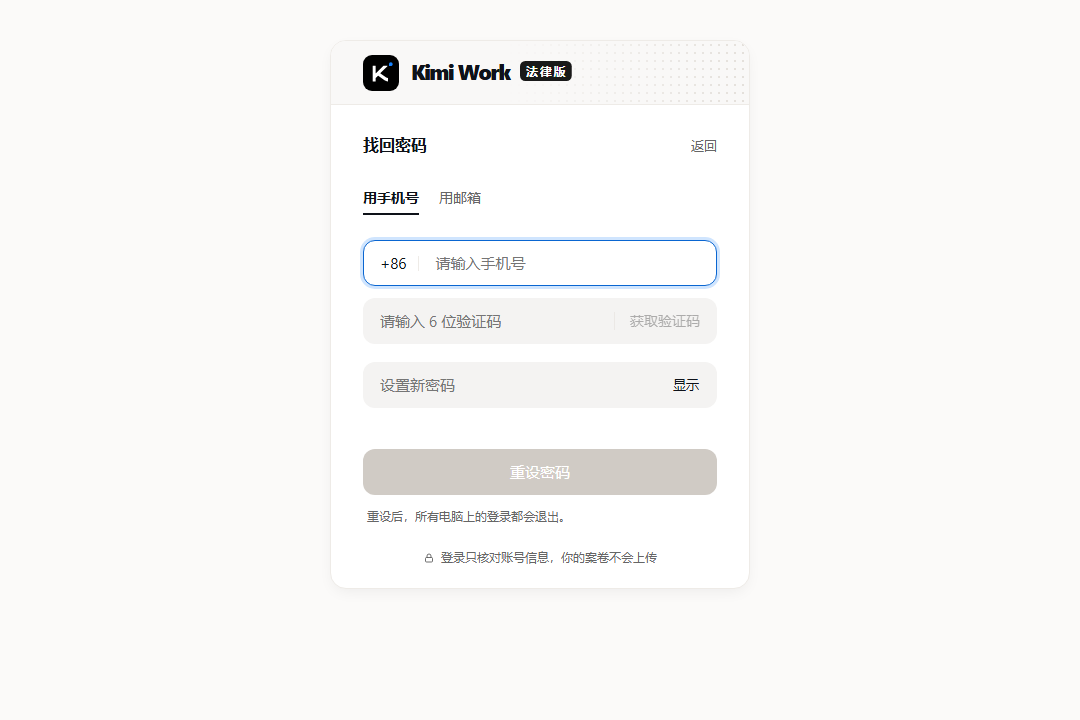 Kimi Work 法律版
找回密码 返回
用手机号 用邮箱
+86 请输入手机号
请输入 6 位验证码 获取验证码
设置新密码 显示
重设密码
重设后，所有电脑上的登录都会退出。
登录只核对账号信息，你的案卷不会上传